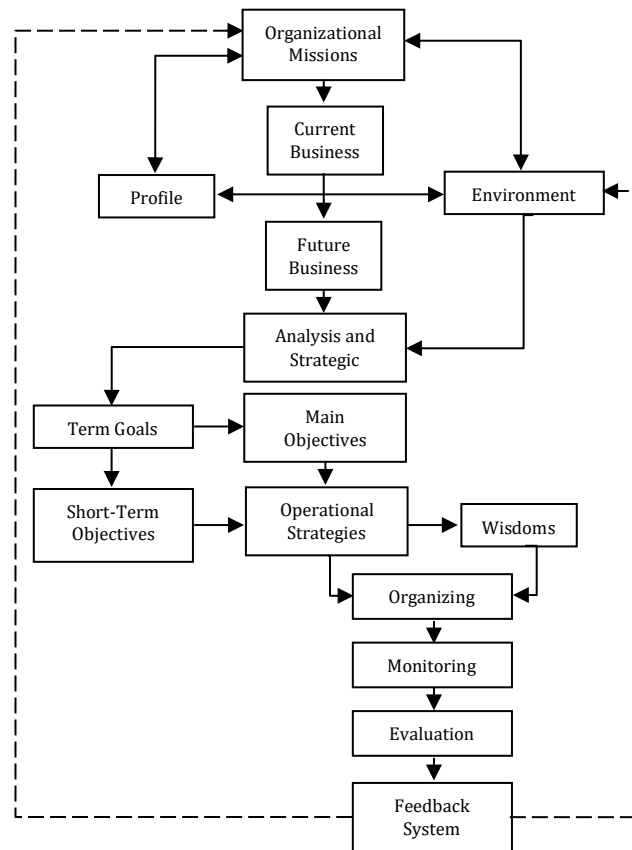 Organizational
Missions
Current
Business
Profile
Environment
Future
Business
Analysis and
Strategic
Term Goals
Main
Objectives
Short-Term
Objectives
Operational
Strategies
Wisdoms
Organizing
Monitoring
Evaluation
Feedback
System